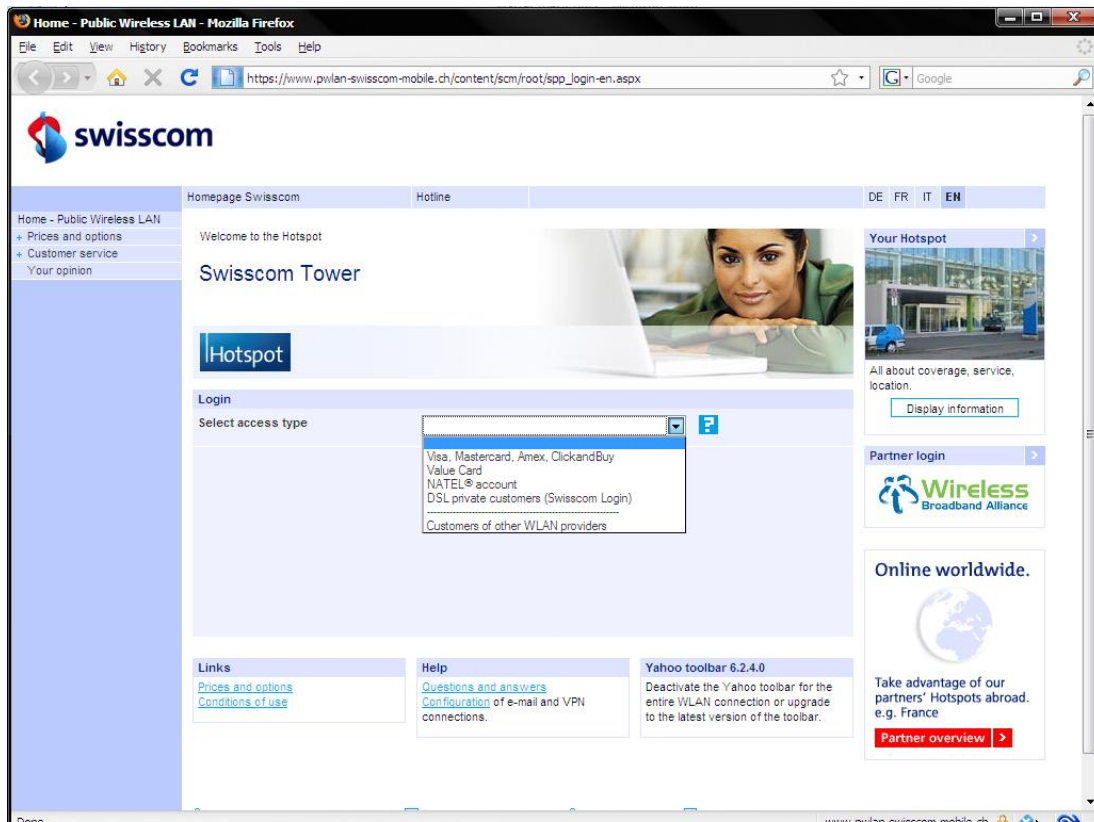 Home - Public Wireless LAN - Mozilla Firefox
File Edit View History Bookmarks Tools Help
https://www.pwlan-swisscom-mobile.ch/content/scm/root/spp_login-en.aspx
G Google
swisscom
Homepage Swisscom Hotline DE FR IT EN
Home - Public Wireless LAN
+ Prices and options
+ Customer service
Your opinion
Welcome to the Hotspot
Swisscom Tower
Hotspot
Login
Select access type
?
Visa, Mastercard, Amex, ClickandBuy
Value Card
NATEL® account
DSL private customers (Swisscom Login)
Customers of other WLAN providers
Your Hotspot
All about coverage, service,
location.
Display information
Partner login
Wireless
Broadband Alliance
Online worldwide.
Take advantage of our
partners' Hotspots abroad.
e.g. France
Partner overview
Links
Prices and options
Conditions of use
Help
Questions and answers
Configuration of e-mail and VPN
connections.
Yahoo toolbar 6.2.4.0
Deactivate the Yahoo toolbar for the
entire WLAN connection or upgrade
to the latest version of the toolbar.
Done www.pwlan-swisscom-mobile.ch